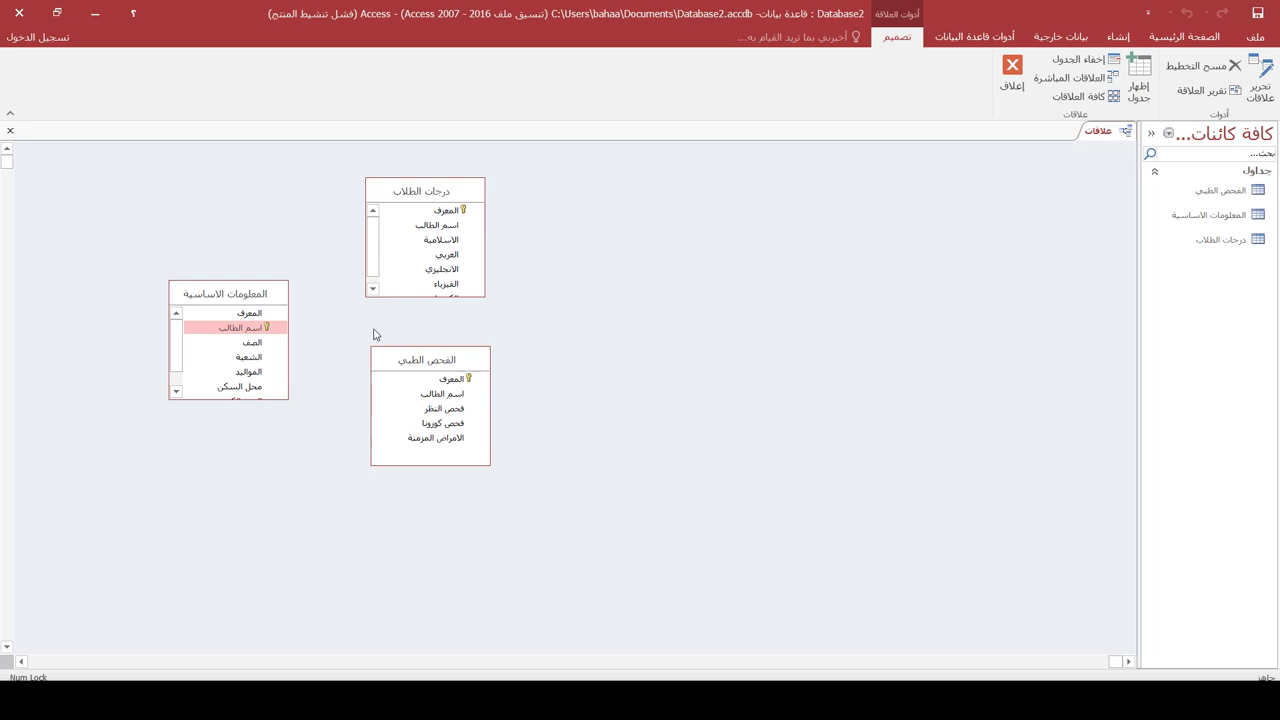 أدوات العلاقة
Database2 : قاعدة بيانات- C:\Users\bahaa\Documents\Database2.accdb (تنسيق ملف Access 2007 - 2016) - Access (فشل تنشيط المنتج)
ملف
الصفحة الرئيسية
إنشاء
بيانات خارجية
أدوات قاعدة البيانات
تصميم
أخبرني بما تريد القيام به...
تسجيل الدخول
تحرير علاقات
مسح التخطيط
تقرير العلاقة
أدوات
إظهار جدول
إخفاء الجدول
العلاقات المباشرة
كافة العلاقات
علاقات
إغلاق
كافة كائنات...
بحث...
جداول
الفحص الطبي
المعلومات الاساسية
درجات الطلاب
علاقات
درجات الطلاب
المعرف
اسم الطالب
الاسلامية
العربي
الانجليزي
الفيزياء
المعلومات الاساسية
المعرف
اسم الطالب
الصف
الشعبة
المواليد
محل السكن
الفحص الطبي
المعرف
اسم الطالب
فحص النظر
فحص كورونا
الامراض المزمنة
جاهز
Num Lock